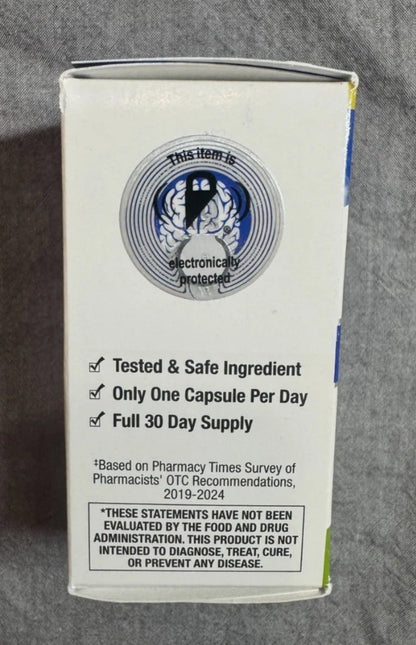 This item is
®
electronically
protected
Tested & Safe Ingredient
Only One Capsule Per Day
Full 30 Day Supply
‡Based on Pharmacy Times Survey of
Pharmacists' OTC Recommendations,
2019-2024
*THESE STATEMENTS HAVE NOT BEEN
EVALUATED BY THE FOOD AND DRUG
ADMINISTRATION. THIS PRODUCT IS NOT
INTENDED TO DIAGNOSE, TREAT, CURE,
OR PREVENT ANY DISEASE.